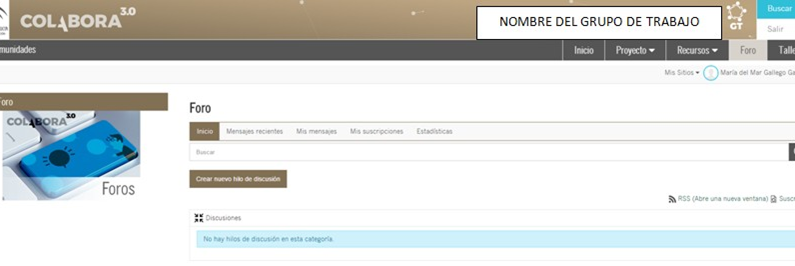 COLABORA 3.0
NOMBRE DEL GRUPO DE TRABAJO
GT
Buscar
Salir
munidades
Inicio Proyecto Recursos Foro Talle
Mis Sitios María del Mar Gallego Ga
Foro
COLABORA 3.0
Foros
Foro
Inicio Mensajes recientes Mis mensajes Mis suscripciones Estadísticas
Buscar
Crear nuevo hilo de discusión
RSS (Abre una nueva ventana) Suscr
Discusiones
No hay hilos de discusión en esta categoría.